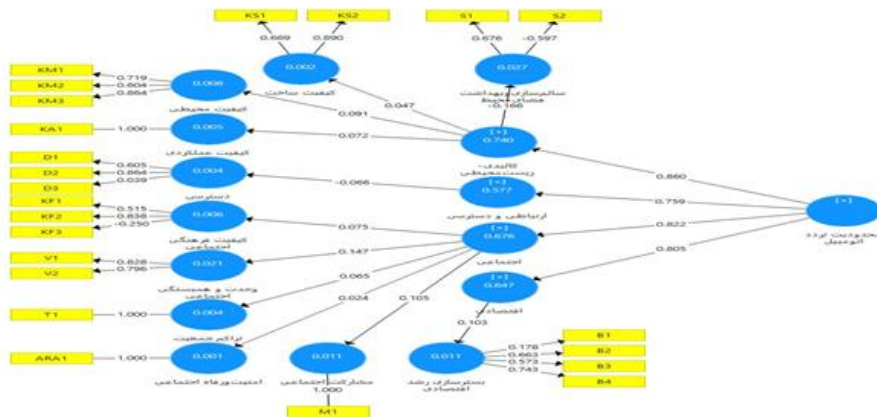 KS1
KS2
S1
S2
0.669
0.890
0.676
-0.597
KM1
KM2
KM3
0.719
0.604
0.864
0.008
کیفیت محیطی
0.002
کیفیت ساخت
0.027
سالم‌سازی بهداشت
فضای محیط
-0.166
0.047
0.091
0.072
KA1
1.000
0.005
کیفیت عملکردی
[+]
0.740
کالبدی-
زیست محیطی
0.860
D1
D2
D3
0.605
0.864
0.039
0.004
دسترسی
-0.066
[+]
0.577
ارتباطی و دسترسی
0.759
[+]
محدودیت تردد
اتومبیل
KF1
KF2
KF3
0.515
0.838
-0.250
0.006
کیفیت فرهنگی
اجتماعی
0.075
[+]
0.676
اجتماعی
0.822
V1
V2
0.828
0.796
0.021
وحدت و همبستگی
اجتماعی
0.147
0.065
0.024
0.105
[+]
0.647
اقتصادی
0.805
0.103
T1
1.000
0.004
تراکم جمعیت
ARA1
1.000
0.001
امنیت ورفاه اجتماعی
0.011
مشارکت اجتماعی
1.000
M1
0.011
بسترسازی رشد
اقتصادی
0.178
0.663
0.573
0.743
B1
B2
B3
B4